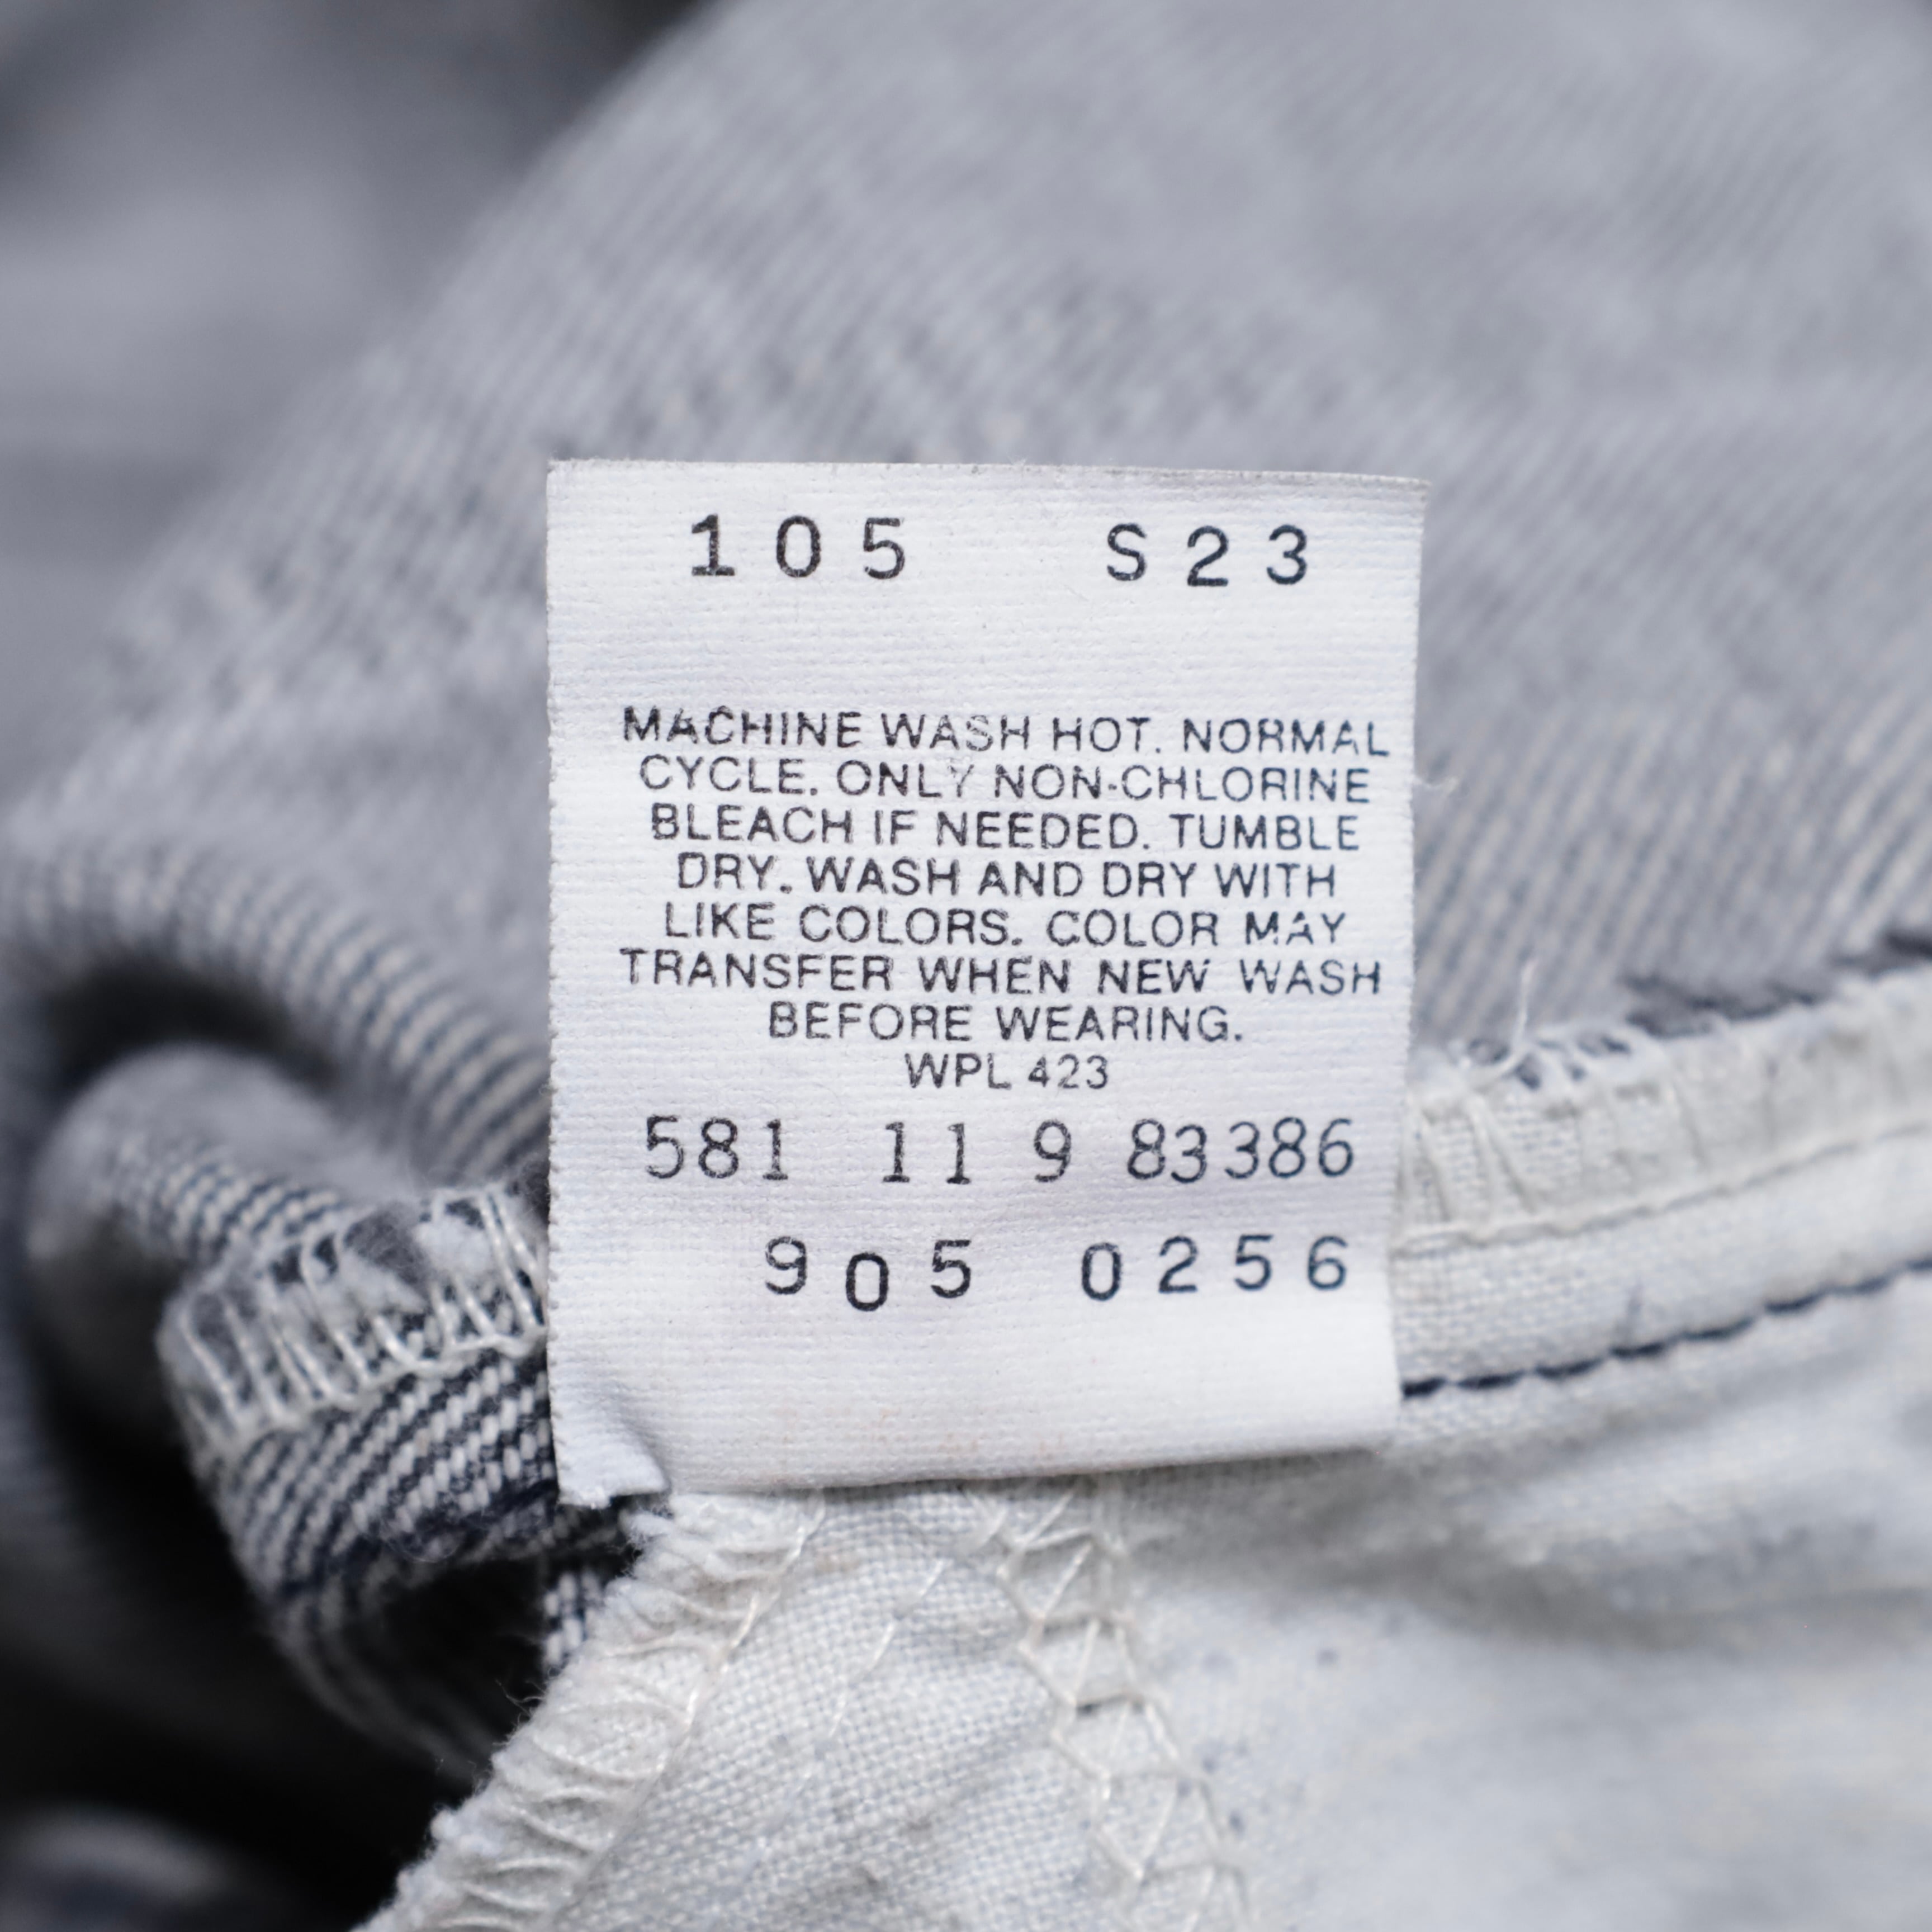 105 S23
MACHINE WASH HOT. NORMAL
CYCLE. ONLY NON-CHLORINE
BLEACH IF NEEDED. TUMBLE
DRY. WASH AND DRY WITH
LIKE COLORS. COLOR MAY
TRANSFER WHEN NEW WASH
BEFORE WEARING.
WPL 423
581 11 9 83386
905 0256